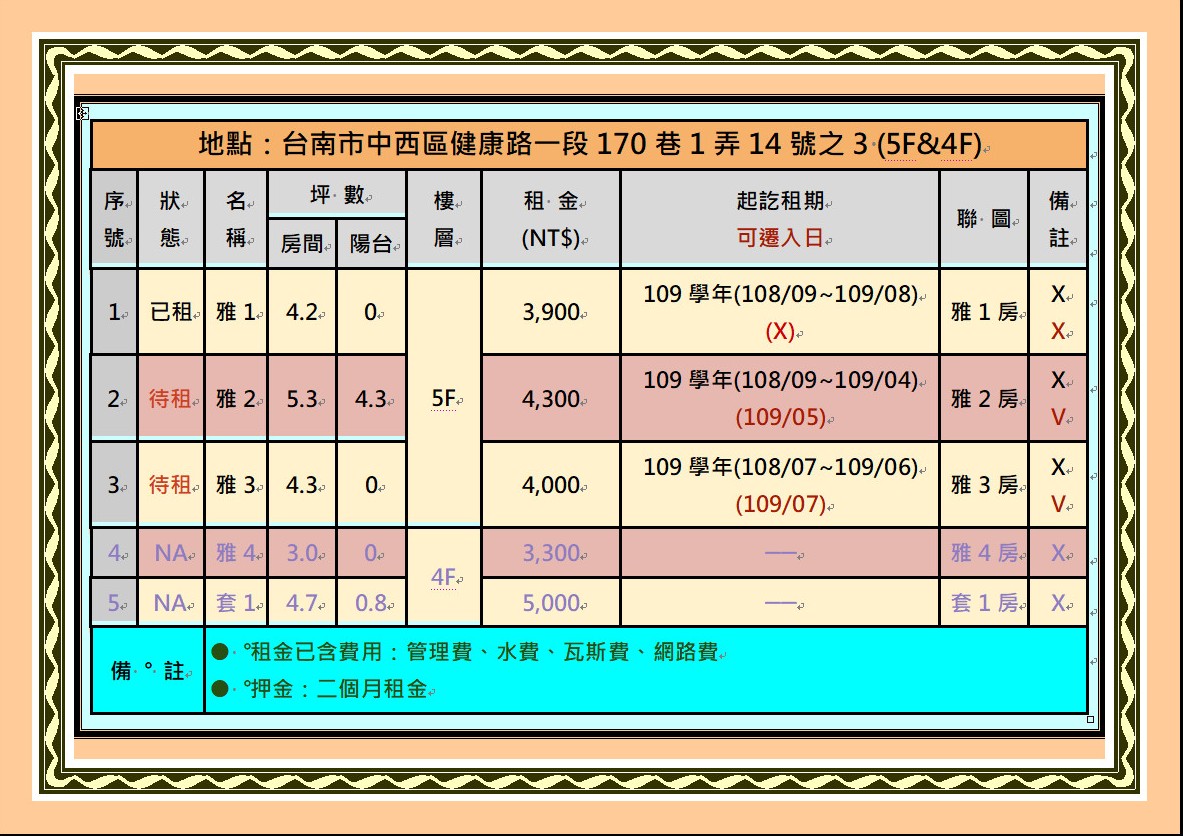 地點：台南市中西區健康路一段 170 巷 1 弄 14 號之 3 (5F&4F)
序號 狀態 名稱 坪 數 樓層 租 金 (NT$) 起訖租期 可遷入日 聯 圖 備註
房間 陽台
1 已租 雅 1 4.2 0 5F 3,900 109 學年(108/09~109/08) 雅 1 房 X
(X) X
2 待租 雅 2 5.3 4.3 4,300 109 學年(108/09~109/04) 雅 2 房 X
(109/05) V
3 待租 雅 3 4.3 0 4,000 109 學年(108/07~109/06) 雅 3 房 X
(109/07) V
4 NA 雅 4 3.0 0 4F 3,300 —— 雅 4 房 X
5 NA 套 1 4.7 0.8 5,000 —— 套 1 房 X
備 註
● 租金已含費用：管理費、水費、瓦斯費、網路費
● 押金：二個月租金